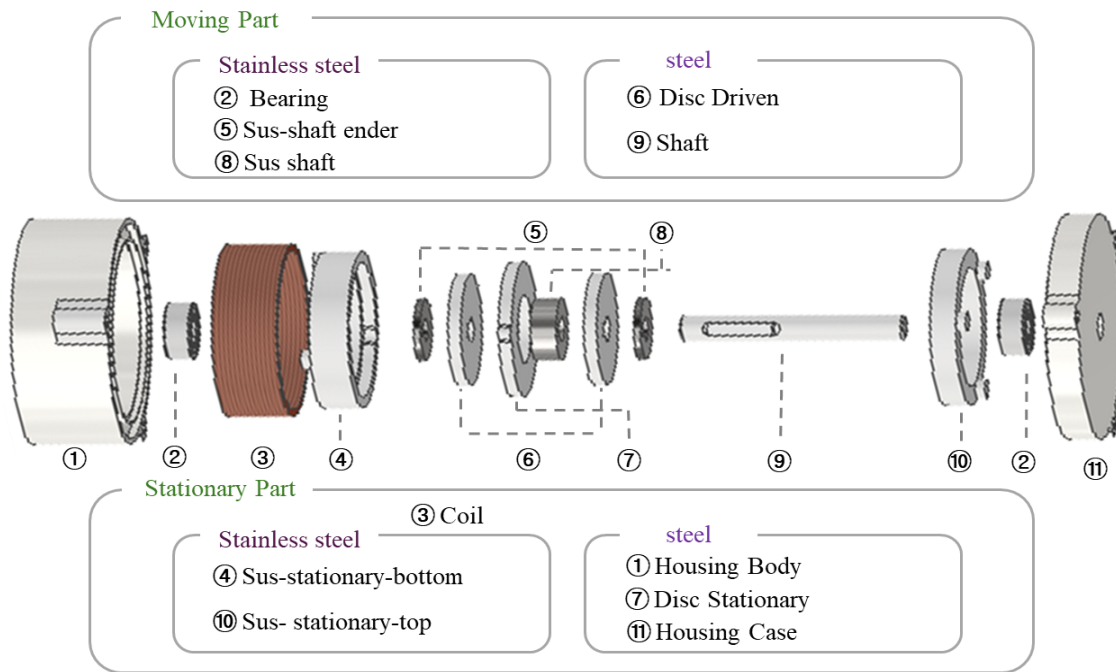 Moving Part
Stainless steel
② Bearing
⑤ Sus-shaft ender
⑧ Sus shaft
steel
⑥ Disc Driven
⑨ Shaft
⑤
⑧
①
②
③
④
⑥
⑦
⑨
⑩
②
⑪
Stationary Part
③ Coil
Stainless steel
④ Sus-stationary-bottom
⑩ Sus- stationary-top
steel
① Housing Body
⑦ Disc Stationary
⑪ Housing Case